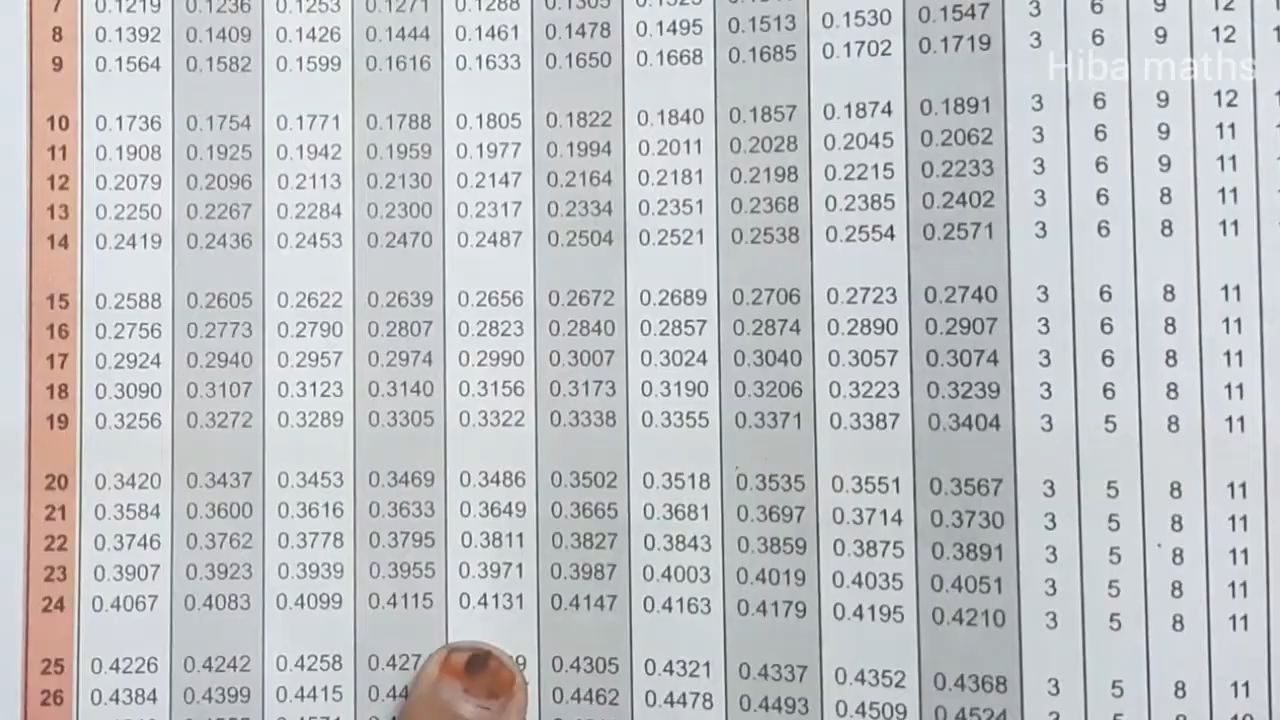 7 0.1219 0.1236 0.1253 0.1271 0.1288 3 6 9 12
8 0.1392 0.1409 0.1426 0.1444 0.1461 0.1478 0.1495 0.1513 0.1530 0.1547 3 6 9 12
9 0.1564 0.1582 0.1599 0.1616 0.1633 0.1650 0.1668 0.1685 0.1702 0.1719
Hiba maths
10 0.1736 0.1754 0.1771 0.1788 0.1805 0.1822 0.1840 0.1857 0.1874 0.1891 3 6 9 12
11 0.1908 0.1925 0.1942 0.1959 0.1977 0.1994 0.2011 0.2028 0.2045 0.2062 3 6 9 11
12 0.2079 0.2096 0.2113 0.2130 0.2147 0.2164 0.2181 0.2198 0.2215 0.2233 3 6 9 11
13 0.2250 0.2267 0.2284 0.2300 0.2317 0.2334 0.2351 0.2368 0.2385 0.2402 3 6 8 11
14 0.2419 0.2436 0.2453 0.2470 0.2487 0.2504 0.2521 0.2538 0.2554 0.2571 3 6 8 11
15 0.2588 0.2605 0.2622 0.2639 0.2656 0.2672 0.2689 0.2706 0.2723 0.2740 3 6 8 11
16 0.2756 0.2773 0.2790 0.2807 0.2823 0.2840 0.2857 0.2874 0.2890 0.2907 3 6 8 11
17 0.2924 0.2940 0.2957 0.2974 0.2990 0.3007 0.3024 0.3040 0.3057 0.3074 3 6 8 11
18 0.3090 0.3107 0.3123 0.3140 0.3156 0.3173 0.3190 0.3206 0.3223 0.3239 3 6 8 11
19 0.3256 0.3272 0.3289 0.3305 0.3322 0.3338 0.3355 0.3371 0.3387 0.3404 3 5 8 11
20 0.3420 0.3437 0.3453 0.3469 0.3486 0.3502 0.3518 0.3535 0.3551 0.3567 3 5 8 11
21 0.3584 0.3600 0.3616 0.3633 0.3649 0.3665 0.3681 0.3697 0.3714 0.3730 3 5 8 11
22 0.3746 0.3762 0.3778 0.3795 0.3811 0.3827 0.3843 0.3859 0.3875 0.3891 3 5 8 11
23 0.3907 0.3923 0.3939 0.3955 0.3971 0.3987 0.4003 0.4019 0.4035 0.4051 3 5 8 11
24 0.4067 0.4083 0.4099 0.4115 0.4131 0.4147 0.4163 0.4179 0.4195 0.4210 3 5 8 11
25 0.4226 0.4242 0.4258 0.4305 0.4321 0.4337 0.4352 0.4368 3 5 8 11
26 0.4384 0.4399 0.4415 0.4462 0.4478 0.4493 0.4509 0.4524